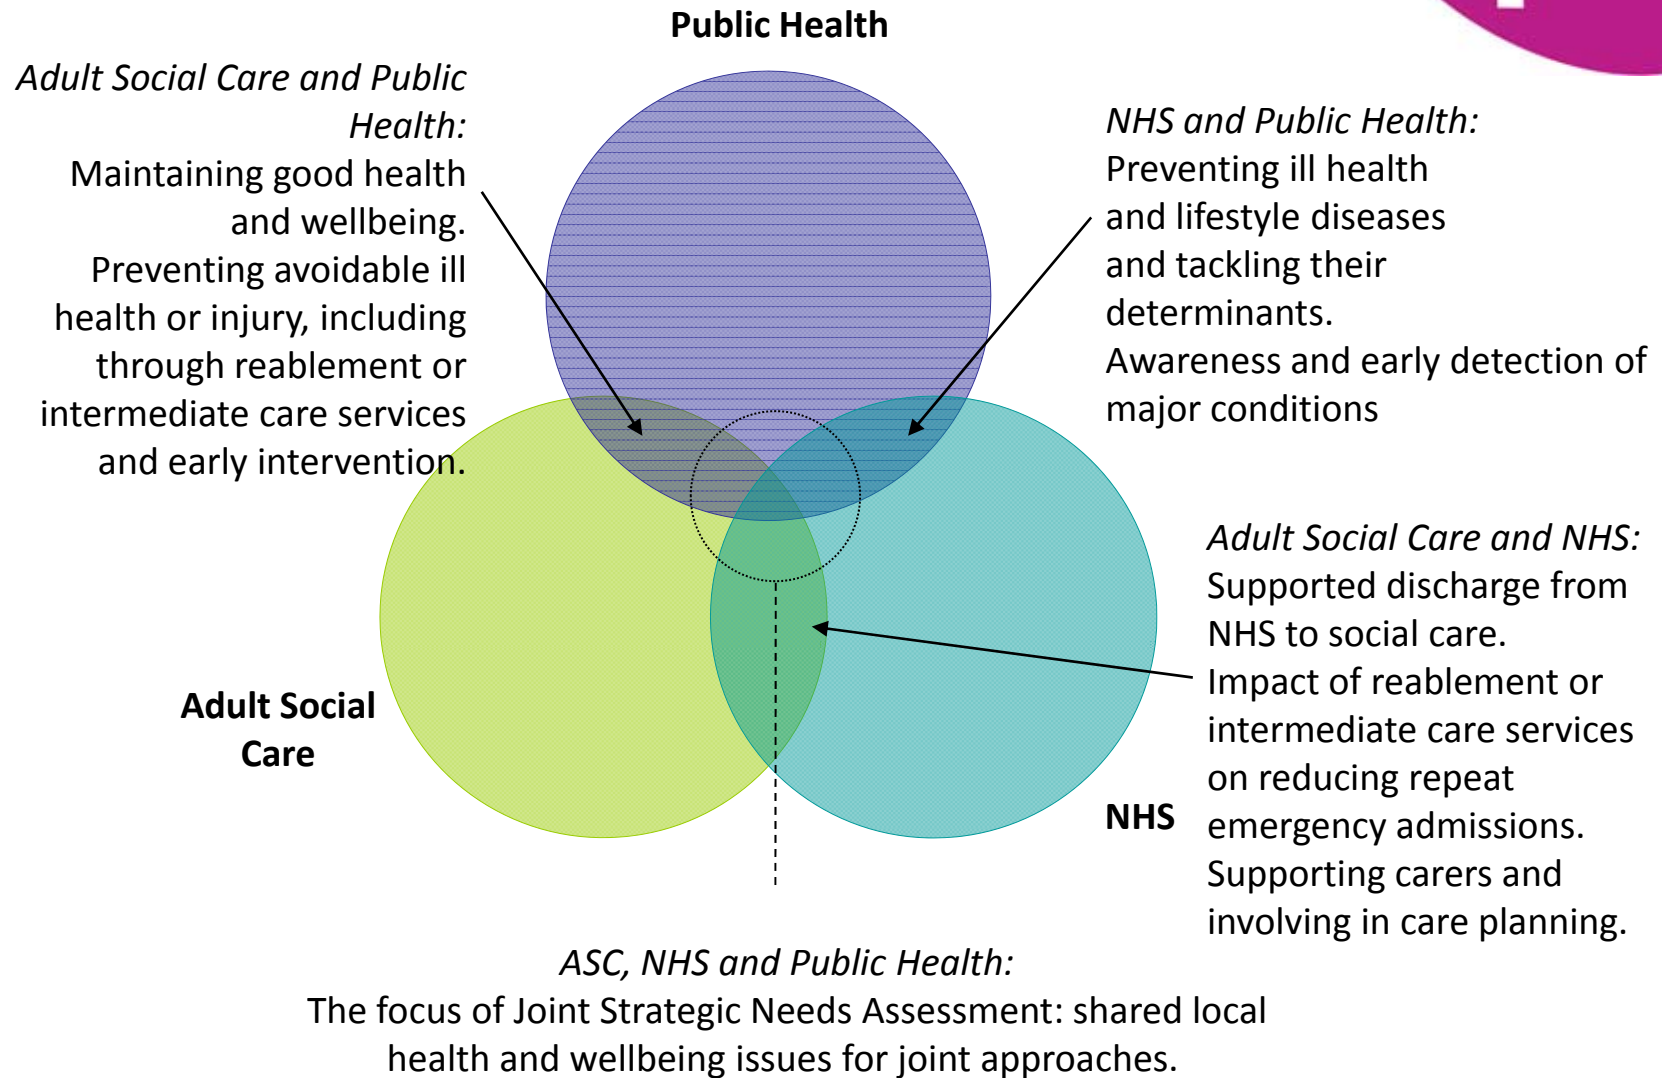 Public Health
Adult Social Care and Public
Health:
Maintaining good health
and wellbeing.
Preventing avoidable ill
health or injury, including
through reablement or
intermediate care services
and early intervention.
NHS and Public Health:
Preventing ill health
and lifestyle diseases
and tackling their
determinants.
Awareness and early detection of
major conditions
Adult Social Care and NHS:
Supported discharge from
NHS to social care.
Impact of reablement or
intermediate care services
on reducing repeat
emergency admissions.
Supporting carers and
involving in care planning.
Adult Social
Care
NHS
ASC, NHS and Public Health:
The focus of Joint Strategic Needs Assessment: shared local
health and wellbeing issues for joint approaches.